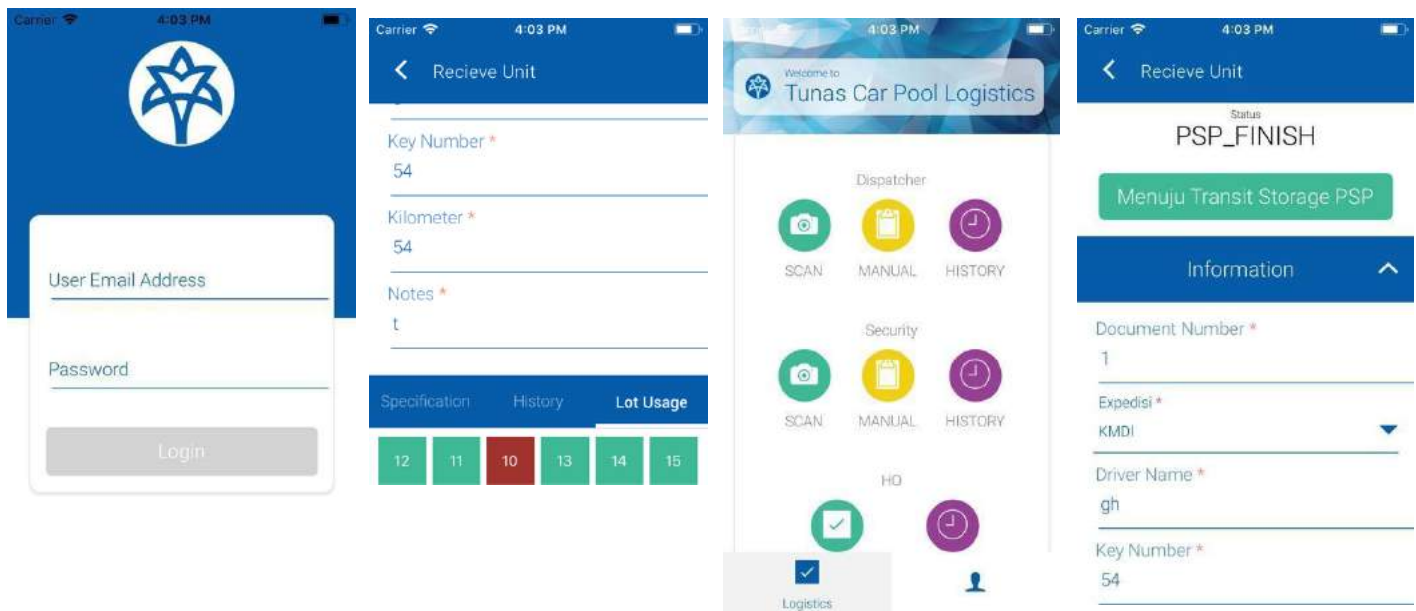 Carrier 4:03 PM
User Email Address
Password
Login
Carrier 4:03 PM
Recieve Unit
Key Number *
54
Kilometer *
54
Notes *
t
Specification History Lot Usage
12 11 10 13 14 15
4:03 PM
Welcome to
Tunas Car Pool Logistics
Dispatcher
SCAN MANUAL HISTORY
Security
SCAN MANUAL HISTORY
HQ
Logistics
Carrier 4:03 PM
Recieve Unit
Status
PSP_FINISH
Menuju Transit Storage PSP
Information
Document Number *
1
Expedisi *
KMDI
Driver Name *
gh
Key Number *
54